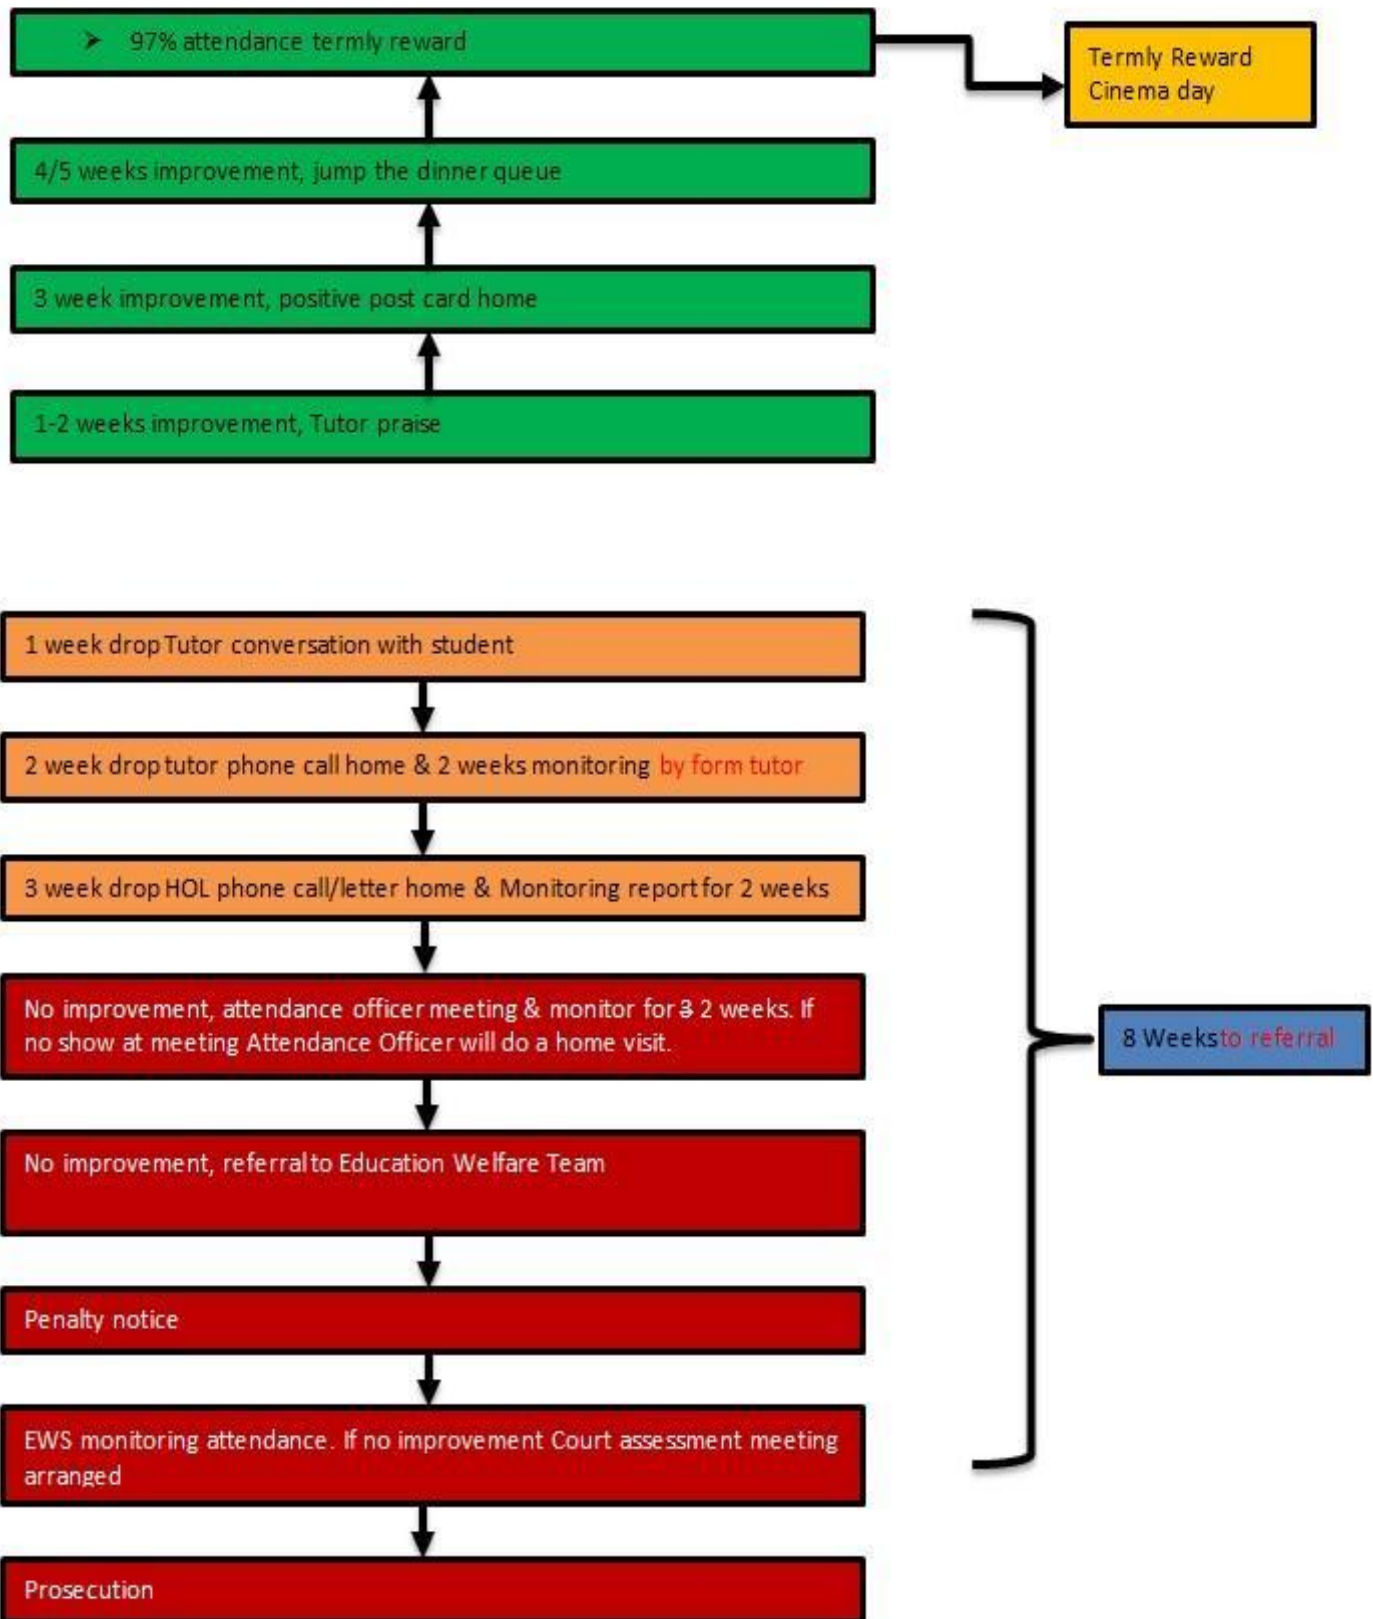 ➤ 97% attendance termly reward
Termly Reward
Cinema day
4/5 weeks improvement, jump the dinner queue
3 week improvement, positive post card home
1-2 weeks improvement, Tutor praise
1 week drop Tutor conversation with student
2 week drop tutor phone call home & 2 weeks monitoring by form tutor
3 week drop HOL phone call/letter home & Monitoring report for 2 weeks
No improvement, attendance officer meeting & monitor for 3 2 weeks. If
no show at meeting Attendance Officer will do a home visit.
8 Weeks to referral
No improvement, referral to Education Welfare Team
Penalty notice
EWS monitoring attendance. If no improvement Court assessment meeting
arranged
Prosecution